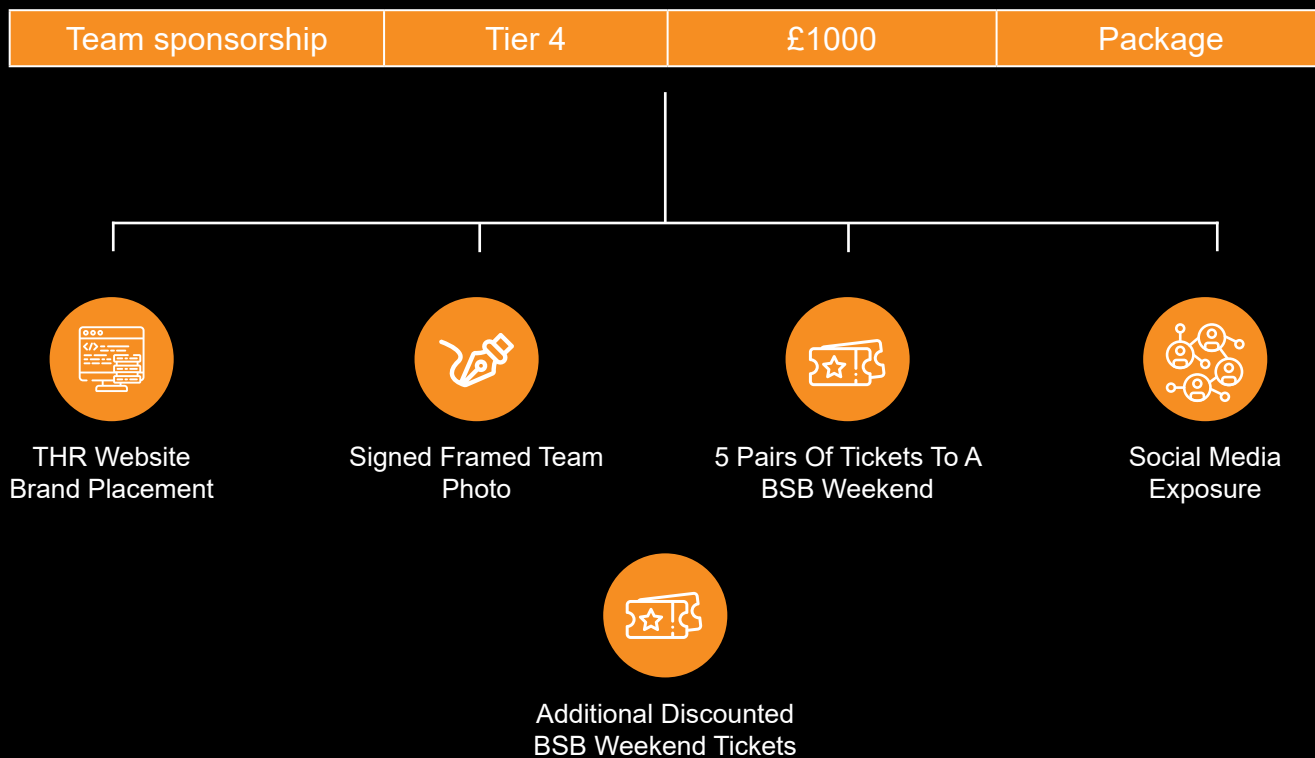 Team sponsorship Tier 4 £1000 Package
THR Website
Brand Placement
Signed Framed Team
Photo
5 Pairs Of Tickets To A
BSB Weekend
Social Media
Exposure
Additional Discounted
BSB Weekend Tickets